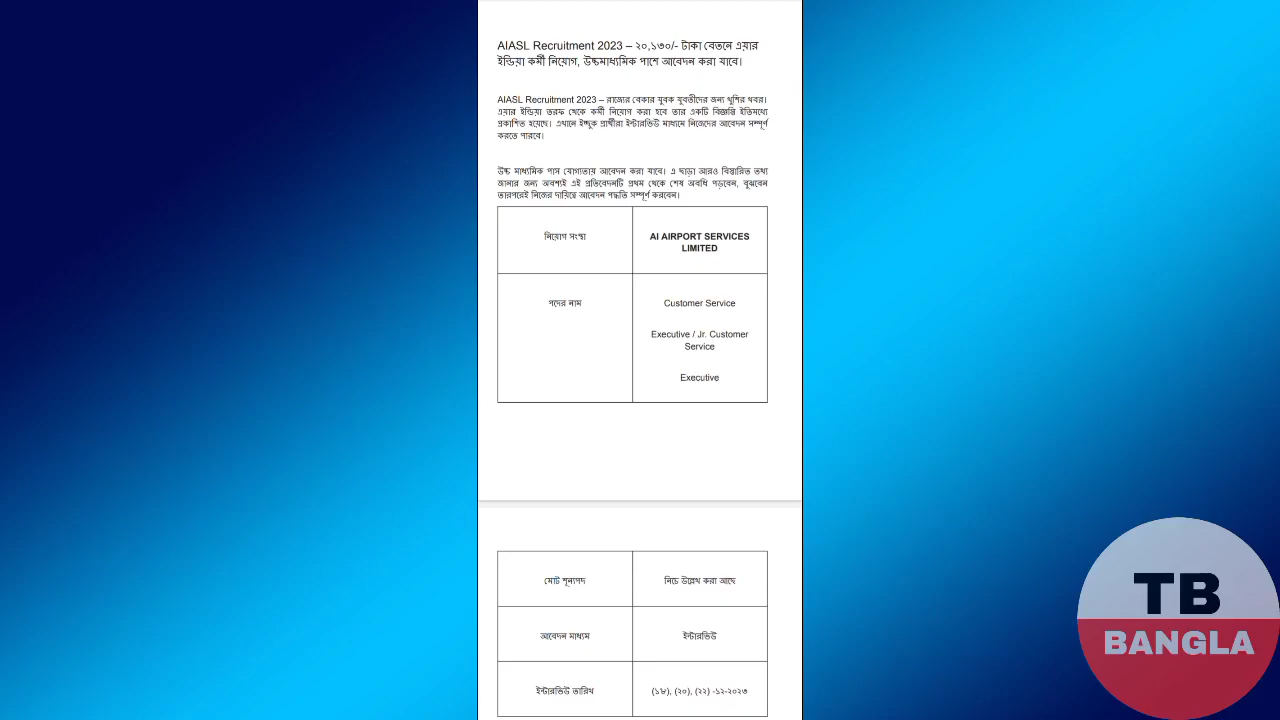 AIASL Recruitment 2023 – ২০,১৩০/- টাকা বেতনে এয়ার
ইন্ডিয়া কর্মী নিয়োগ, উচ্চমাধ্যমিক পাশে আবেদন করা যাবে।
AIASL Recruitment 2023 – রাজ্যের বেকার যুবক যুবতীদের জন্য খুশির খবর।
এয়ার ইন্ডিয়া তরফ থেকে কর্মী নিয়োগ করা হবে তার একটি বিজ্ঞপ্তি ইতিমধ্যে
প্রকাশিত হয়েছে। এখানে ইচ্ছুক প্রার্থীরা ইন্টারভিউ মাধ্যমে নিজেদের আবেদন সম্পূর্ণ
করতে পারবে।
উচ্চ মাধ্যমিক পাস যোগ্যতায় আবেদন করা যাবে। এ ছাড়া আরও বিস্তারিত তথ্য
জানার জন্য অবশ্যই এই প্রতিবেদনটি প্রথম থেকে শেষ অবধি পড়বেন, বুঝবেন
তারপরেই নিজের দায়িত্বে আবেদন পদ্ধতি সম্পূর্ণ করবেন।
নিয়োগ সংস্থা
AI AIRPORT SERVICES
LIMITED
পদের নাম
Customer Service
Executive / Jr. Customer
Service
Executive
মোট শূন্যপদ
নিচে উল্লেখ করা আছে
আবেদন মাধ্যম
ইন্টারভিউ
ইন্টারভিউ তারিখ
(১৮), (২০), (২২) -১২-২০২৩
TB
BANGLA